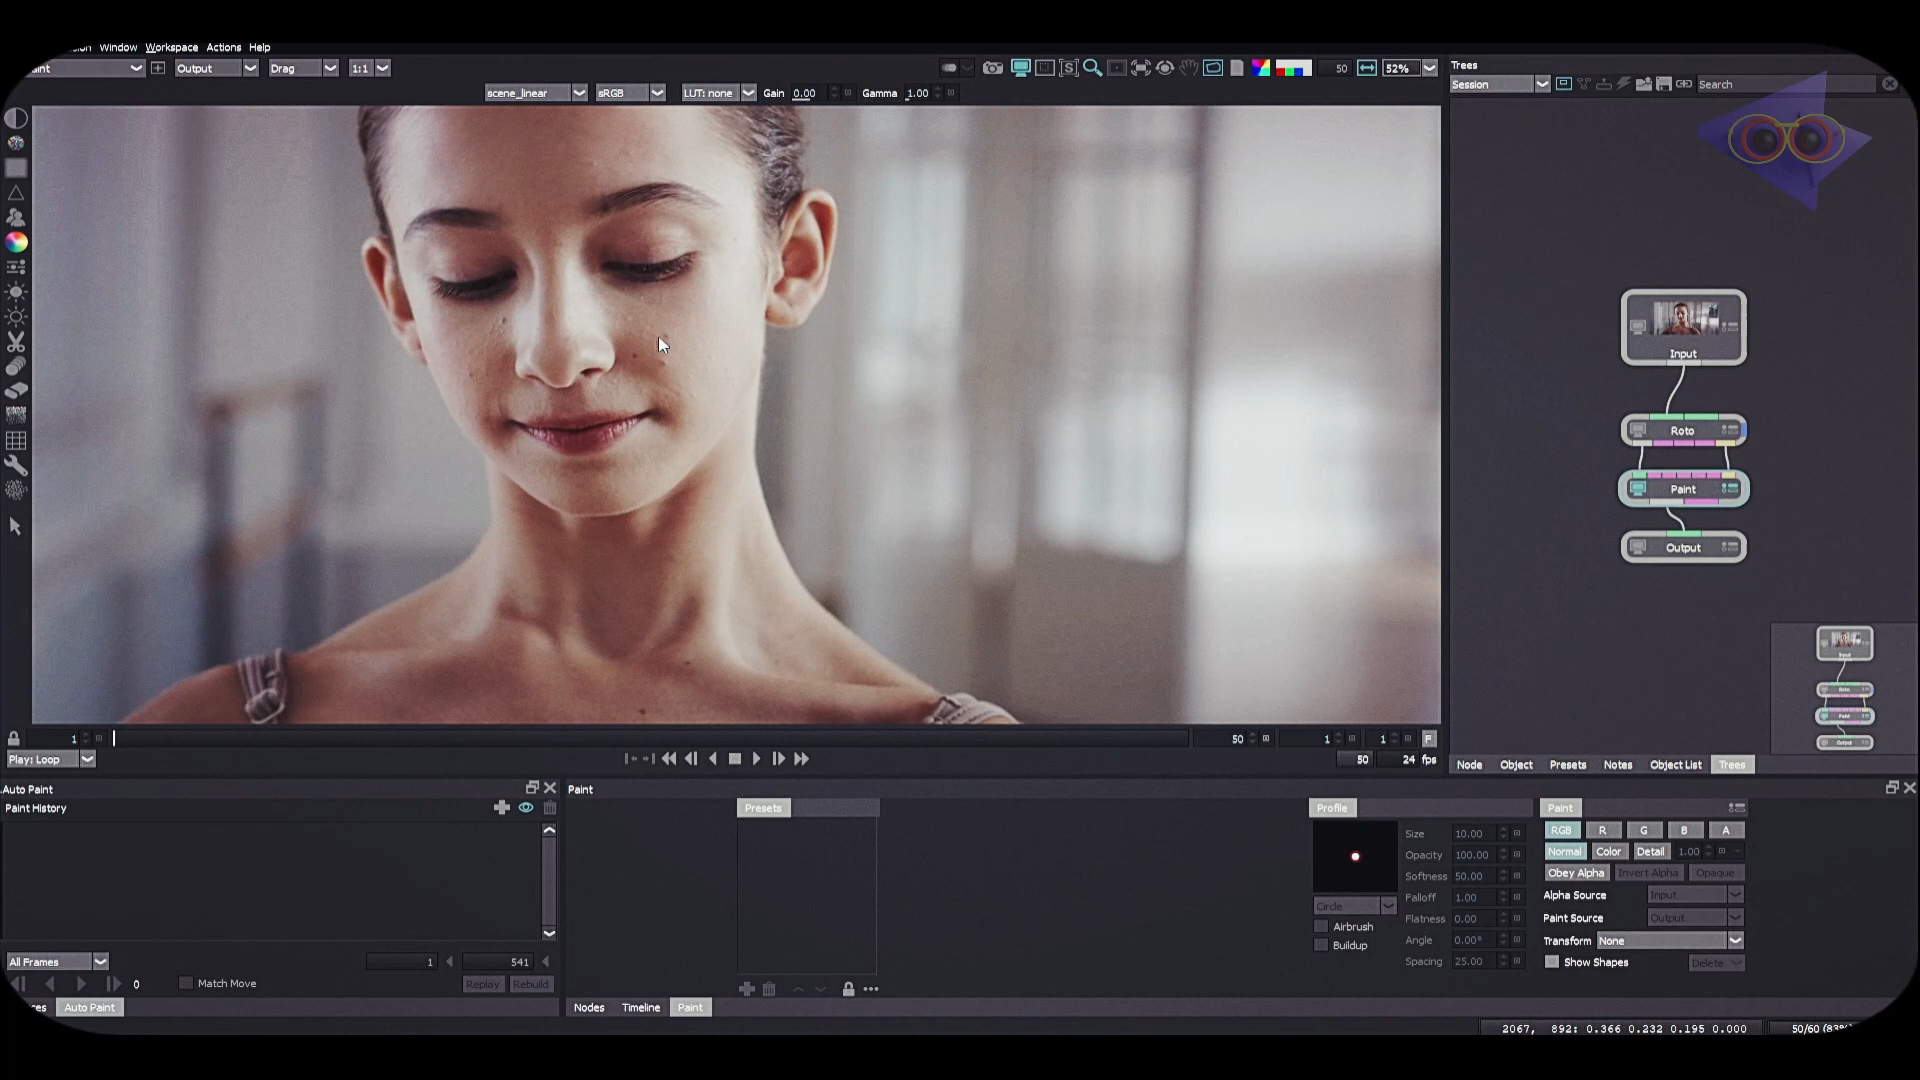 Window Workspace Actions Help
Output Drag 1:1 50 52%
scene_linear sRGB LUT: none Gain 0.00 Gamma 1.00
Trees
Session Search
Input
Roto
Paint
Output
1 50 1 1 F
Play: Loop 50 24 fps
Node Object Presets Notes Object List Trees
Auto Paint
Paint History
All Frames 1 541
0 Match Move Replay Rebuild
Auto Paint
Paint
Presets
Nodes Timeline Paint
Profile
Circle
Airbrush
Buildup
Size 10.00
Opacity 100.00
Softness 50.00
Falloff 1.00
Flatness 0.00
Angle 0.00°
Spacing 25.00
Paint
RGB R G B A
Normal Color Detail 1.00
Obey Alpha Invert Alpha Opaque
Alpha Source Input
Paint Source Output
Transform None
Show Shapes Delete
2067, 892: 0.366 0.232 0.195 0.000